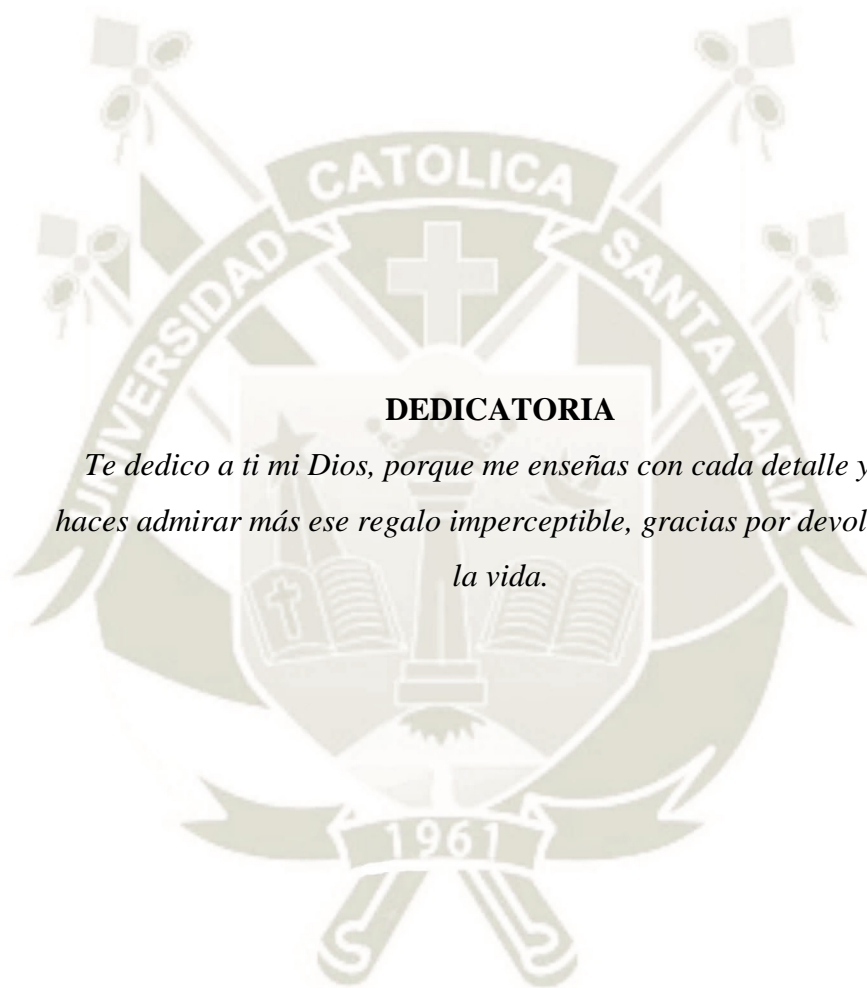 CATOLICA
UNIVERSIDAD
SANTA MARIA
DEDICATORIA
Te dedico a ti mi Dios, porque me enseñas con cada detalle y
haces admirar más ese regalo imperceptible, gracias por devol
la vida.
1961